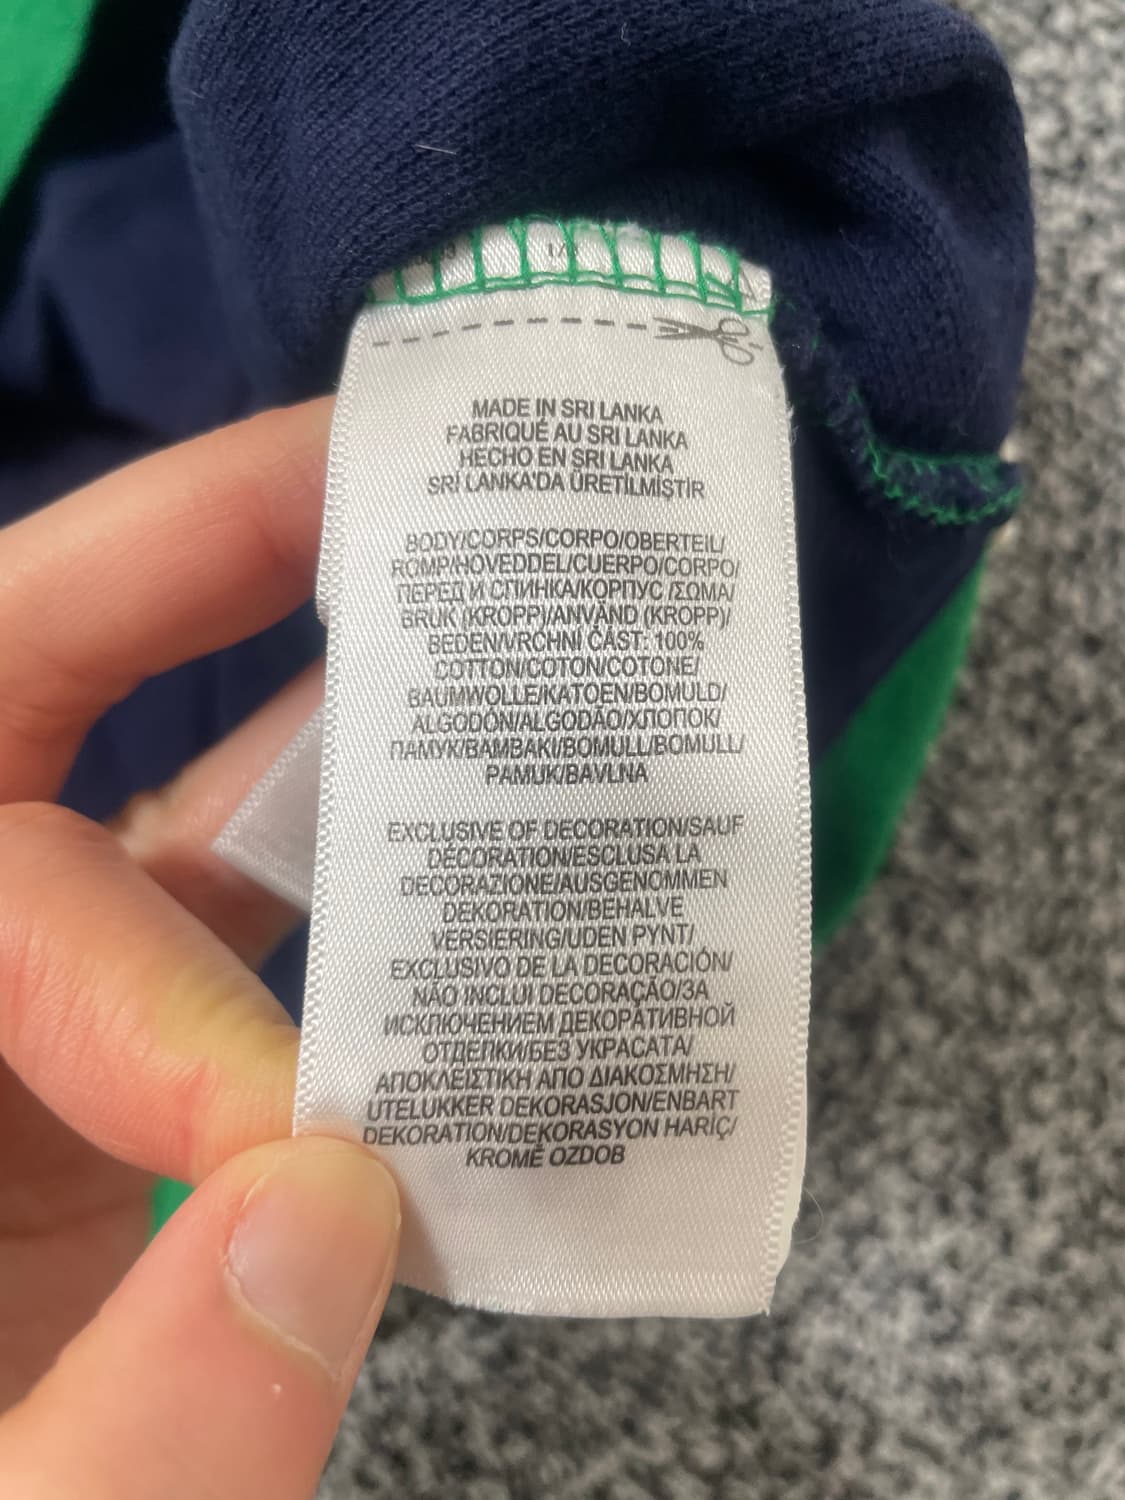 MADE IN SRI LANKA
FABRIQUÉ AU SRI LANKA
HECHO EN SRI LANKA
SRİ LANKA'DA ÜRETİLMİSTİR
BODY/CORPS/CORPO/OBERTEIL/
ROMP/HOVEDDEL/CUERPO/CORPO/
ПЕРЕД И СПИНКА/КОРПУС /ΣΩΜΑ/
BRUK (KROPP)/ANVÄND (KROPP)/
BEDEN/VRCHNÍ ČÁST: 100%
COTTON/COTON/COTONE/
BAUMWOLLE/KATOEN/BOMULD/
ALGODÓN/ALGODÃO/ХЛОПОК/
ПАМУК/ΒΑΜΒΑΚΙ/BOMULL/BOMULL/
PAMUK/BAVLNA
EXCLUSIVE OF DECORATION/SAUF
DÉCORATION/ESCLUSA LA
DECORAZIONE/AUSGENOMMEN
DEKORATION/BEHALVE
VERSIERING/UDEN PYNT/
EXCLUSIVO DE LA DECORACIÓN/
NÃO INCLUI DECORAÇÃO/ЗА
ИСКЛЮЧЕНИЕМ ДЕКОРАТИВНОЙ
ОТДЕЛКИ/БЕЗ УКРАСАТА/
ΑΠΟΚΛΕΙΣΤΙΚΗ ΑΠΟ ΔΙΑΚΟΣΜΗΣΗ/
UTELUKKER DEKORASJON/ENBART
DEKORATION/DEKORASYON HARİÇ/
KROMĚ OZDOB